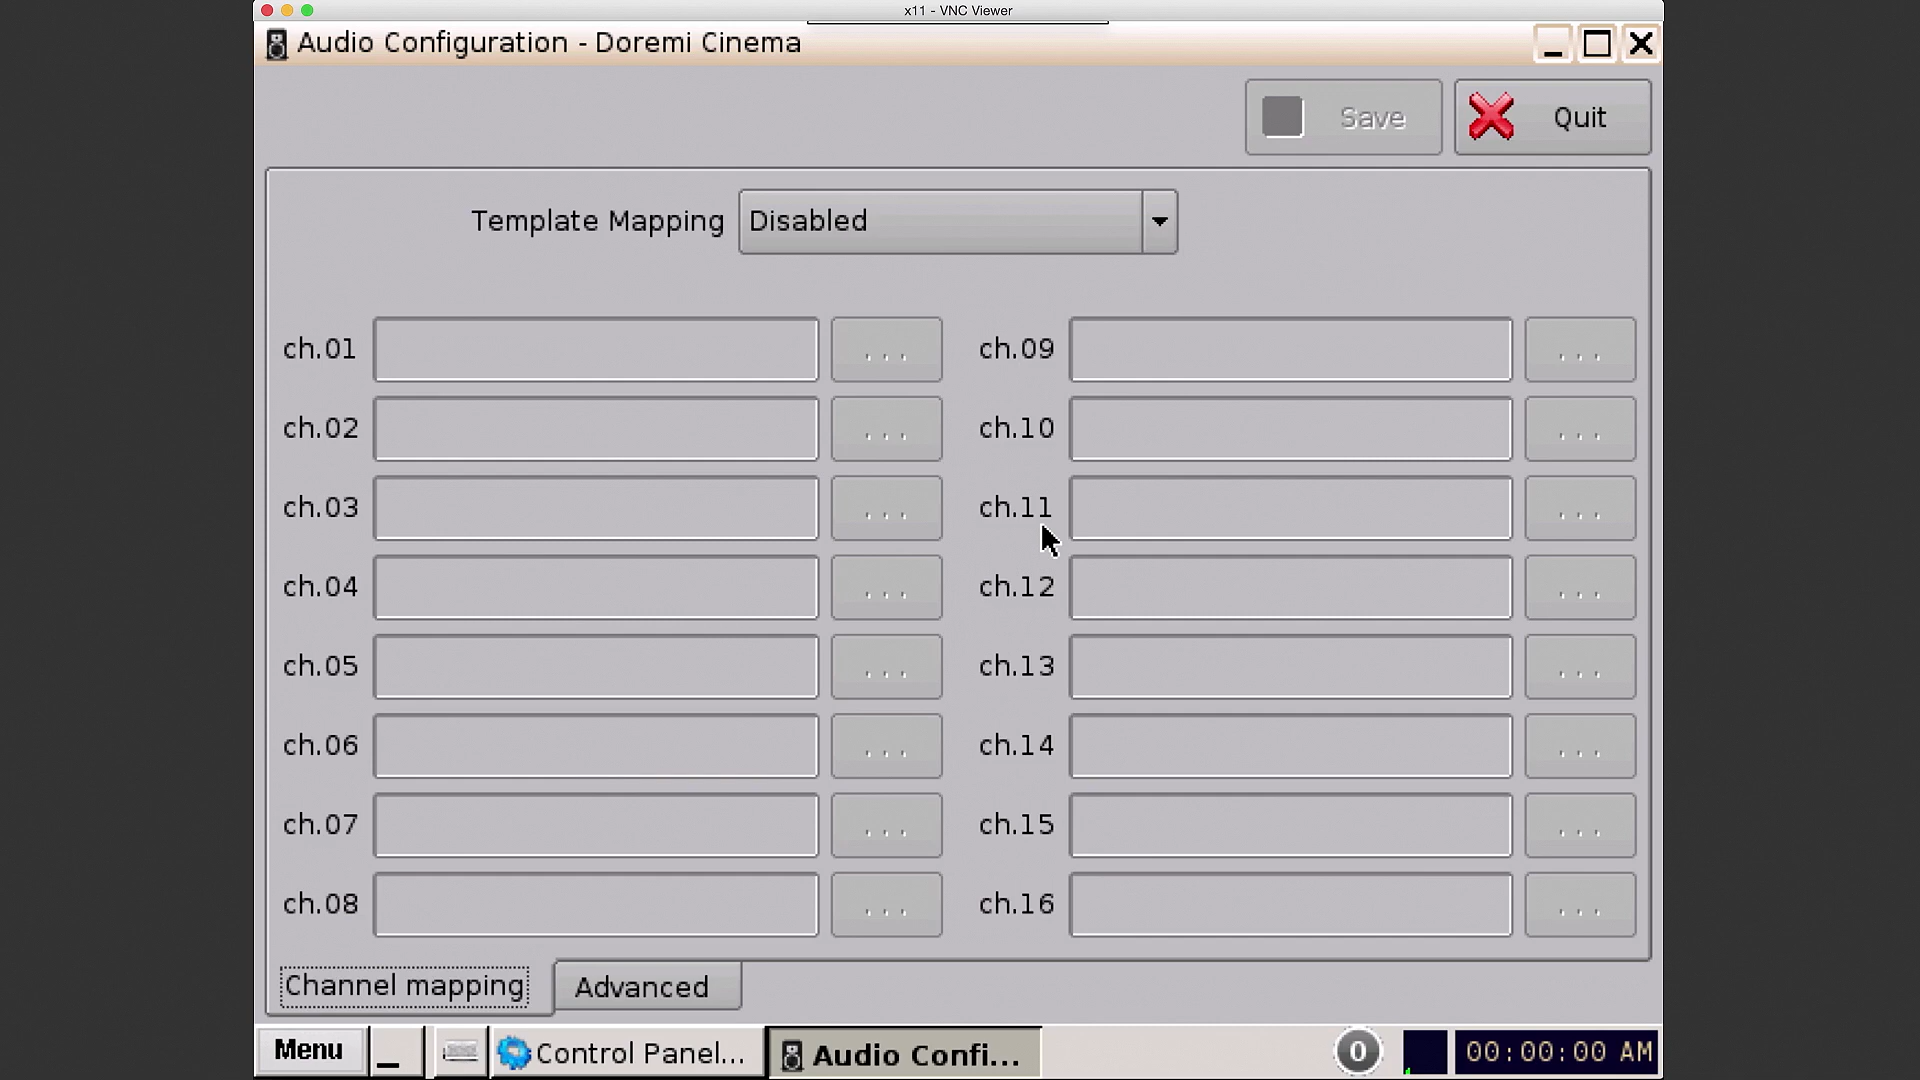 x11 - VNC Viewer
Audio Configuration - Doremi Cinema
Save
Quit
Template Mapping
Disabled
ch.01
...
ch.09
...
ch.02
...
ch.10
...
ch.03
...
ch.11
...
ch.04
...
ch.12
...
ch.05
...
ch.13
...
ch.06
...
ch.14
...
ch.07
...
ch.15
...
ch.08
...
ch.16
...
Channel mapping
Advanced
Menu
Control Panel...
Audio Confi...
0
00:00:00 AM